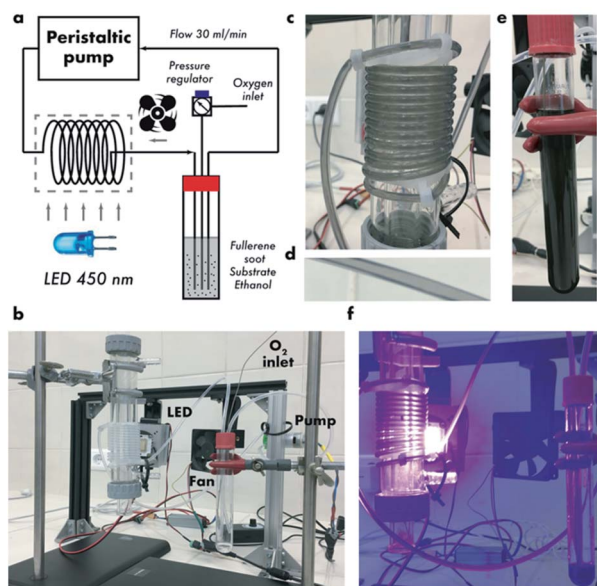 a
Peristaltic
pump
Flow 30 ml/min
Pressure
regulator
Oxygen
inlet
LED 450 nm
Fullerene
soot
Substrate
Ethanol
c
e
d
b
O2
inlet
LED
Pump
Fan
f